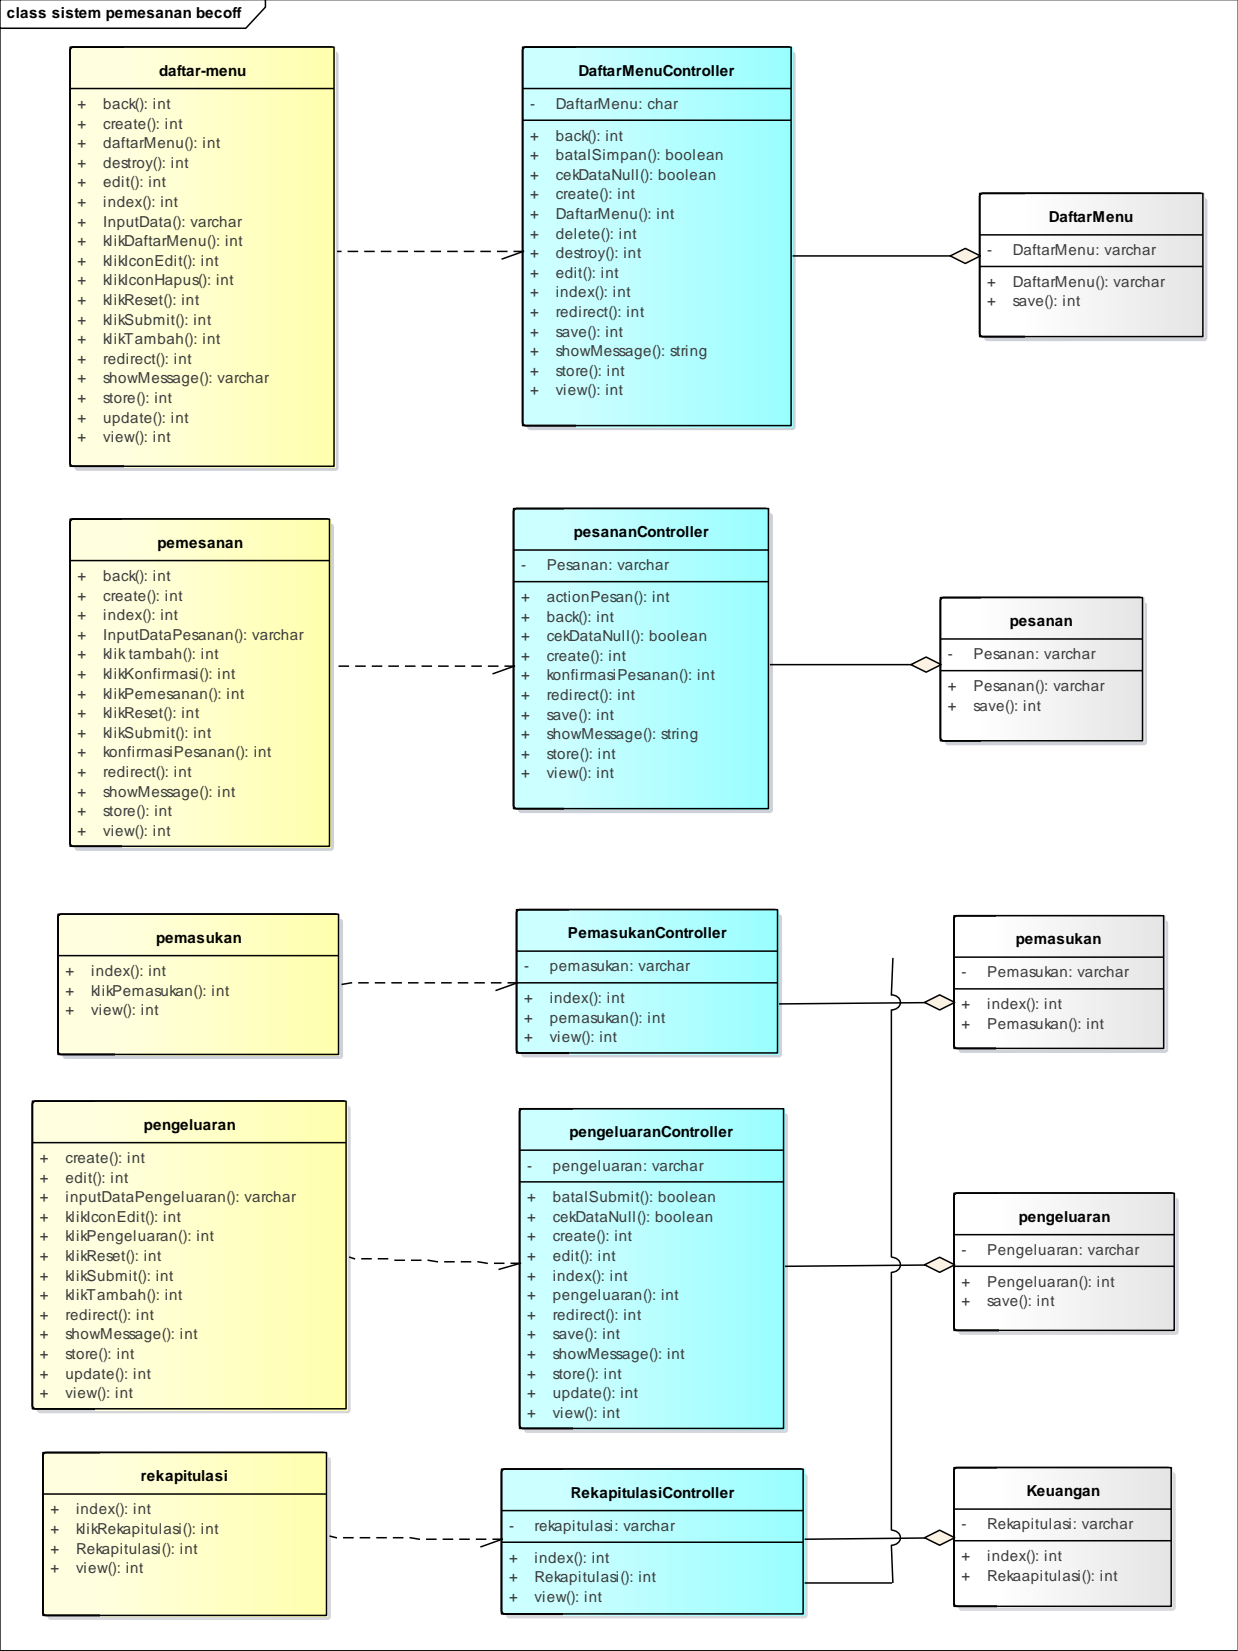 class sistem pemesanan becoff
daftar-menu
+ back(): int
+ create(): int
+ daftarMenu(): int
+ destroy(): int
+ edit(): int
+ index(): int
+ InputData(): varchar
+ klikDaftarMenu(): int
+ klikIconEdit(): int
+ klikIconHapus(): int
+ klikReset(): int
+ klikSubmit(): int
+ klikTambah(): int
+ redirect(): int
+ showMessage(): varchar
+ store(): int
+ update(): int
+ view(): int
DaftarMenuController
- DaftarMenu: char
+ back(): int
+ batalSimpan(): boolean
+ cekDataNull(): boolean
+ create(): int
+ DaftarMenu(): int
+ delete(): int
+ destroy(): int
+ edit(): int
+ index(): int
+ redirect(): int
+ save(): int
+ showMessage(): string
+ store(): int
+ view(): int
DaftarMenu
- DaftarMenu: varchar
+ DaftarMenu(): varchar
+ save(): int
pemesanan
+ back(): int
+ create(): int
+ index(): int
+ InputDataPesanan(): varchar
+ klik tambah(): int
+ klikKonfirmasi(): int
+ klikPemesanan(): int
+ klikReset(): int
+ klikSubmit(): int
+ konfirmasiPesanan(): int
+ redirect(): int
+ showMessage(): int
+ store(): int
+ view(): int
pesananController
- Pesanan: varchar
+ actionPesan(): int
+ back(): int
+ cekDataNull(): boolean
+ create(): int
+ konfirmasiPesanan(): int
+ redirect(): int
+ save(): int
+ showMessage(): string
+ store(): int
+ view(): int
pesanan
- Pesanan: varchar
+ Pesanan(): varchar
+ save(): int
pemasukan
+ index(): int
+ klikPemasukan(): int
+ view(): int
PemasukanController
- pemasukan: varchar
+ index(): int
+ pemasukan(): int
+ view(): int
pemasukan
- Pemasukan: varchar
+ index(): int
+ Pemasukan(): int
pengeluaran
+ create(): int
+ edit(): int
+ inputDataPengeluaran(): varchar
+ klikIconEdit(): int
+ klikPengeluaran(): int
+ klikReset(): int
+ klikSubmit(): int
+ klikTambah(): int
+ redirect(): int
+ showMessage(): int
+ store(): int
+ update(): int
+ view(): int
pengeluaranController
- pengeluaran: varchar
+ batalSubmit(): boolean
+ cekDataNull(): boolean
+ create(): int
+ edit(): int
+ index(): int
+ pengeluaran(): int
+ redirect(): int
+ save(): int
+ showMessage(): int
+ store(): int
+ update(): int
+ view(): int
pengeluaran
- Pengeluaran: varchar
+ Pengeluaran(): int
+ save(): int
rekapitulasi
+ index(): int
+ klikRekapitulasi(): int
+ Rekapitulasi(): int
+ view(): int
RekapitulasiController
- rekapitulasi: varchar
+ index(): int
+ Rekapitulasi(): int
+ view(): int
Keuangan
- Rekapitulasi: varchar
+ index(): int
+ Rekaapitulasi(): int